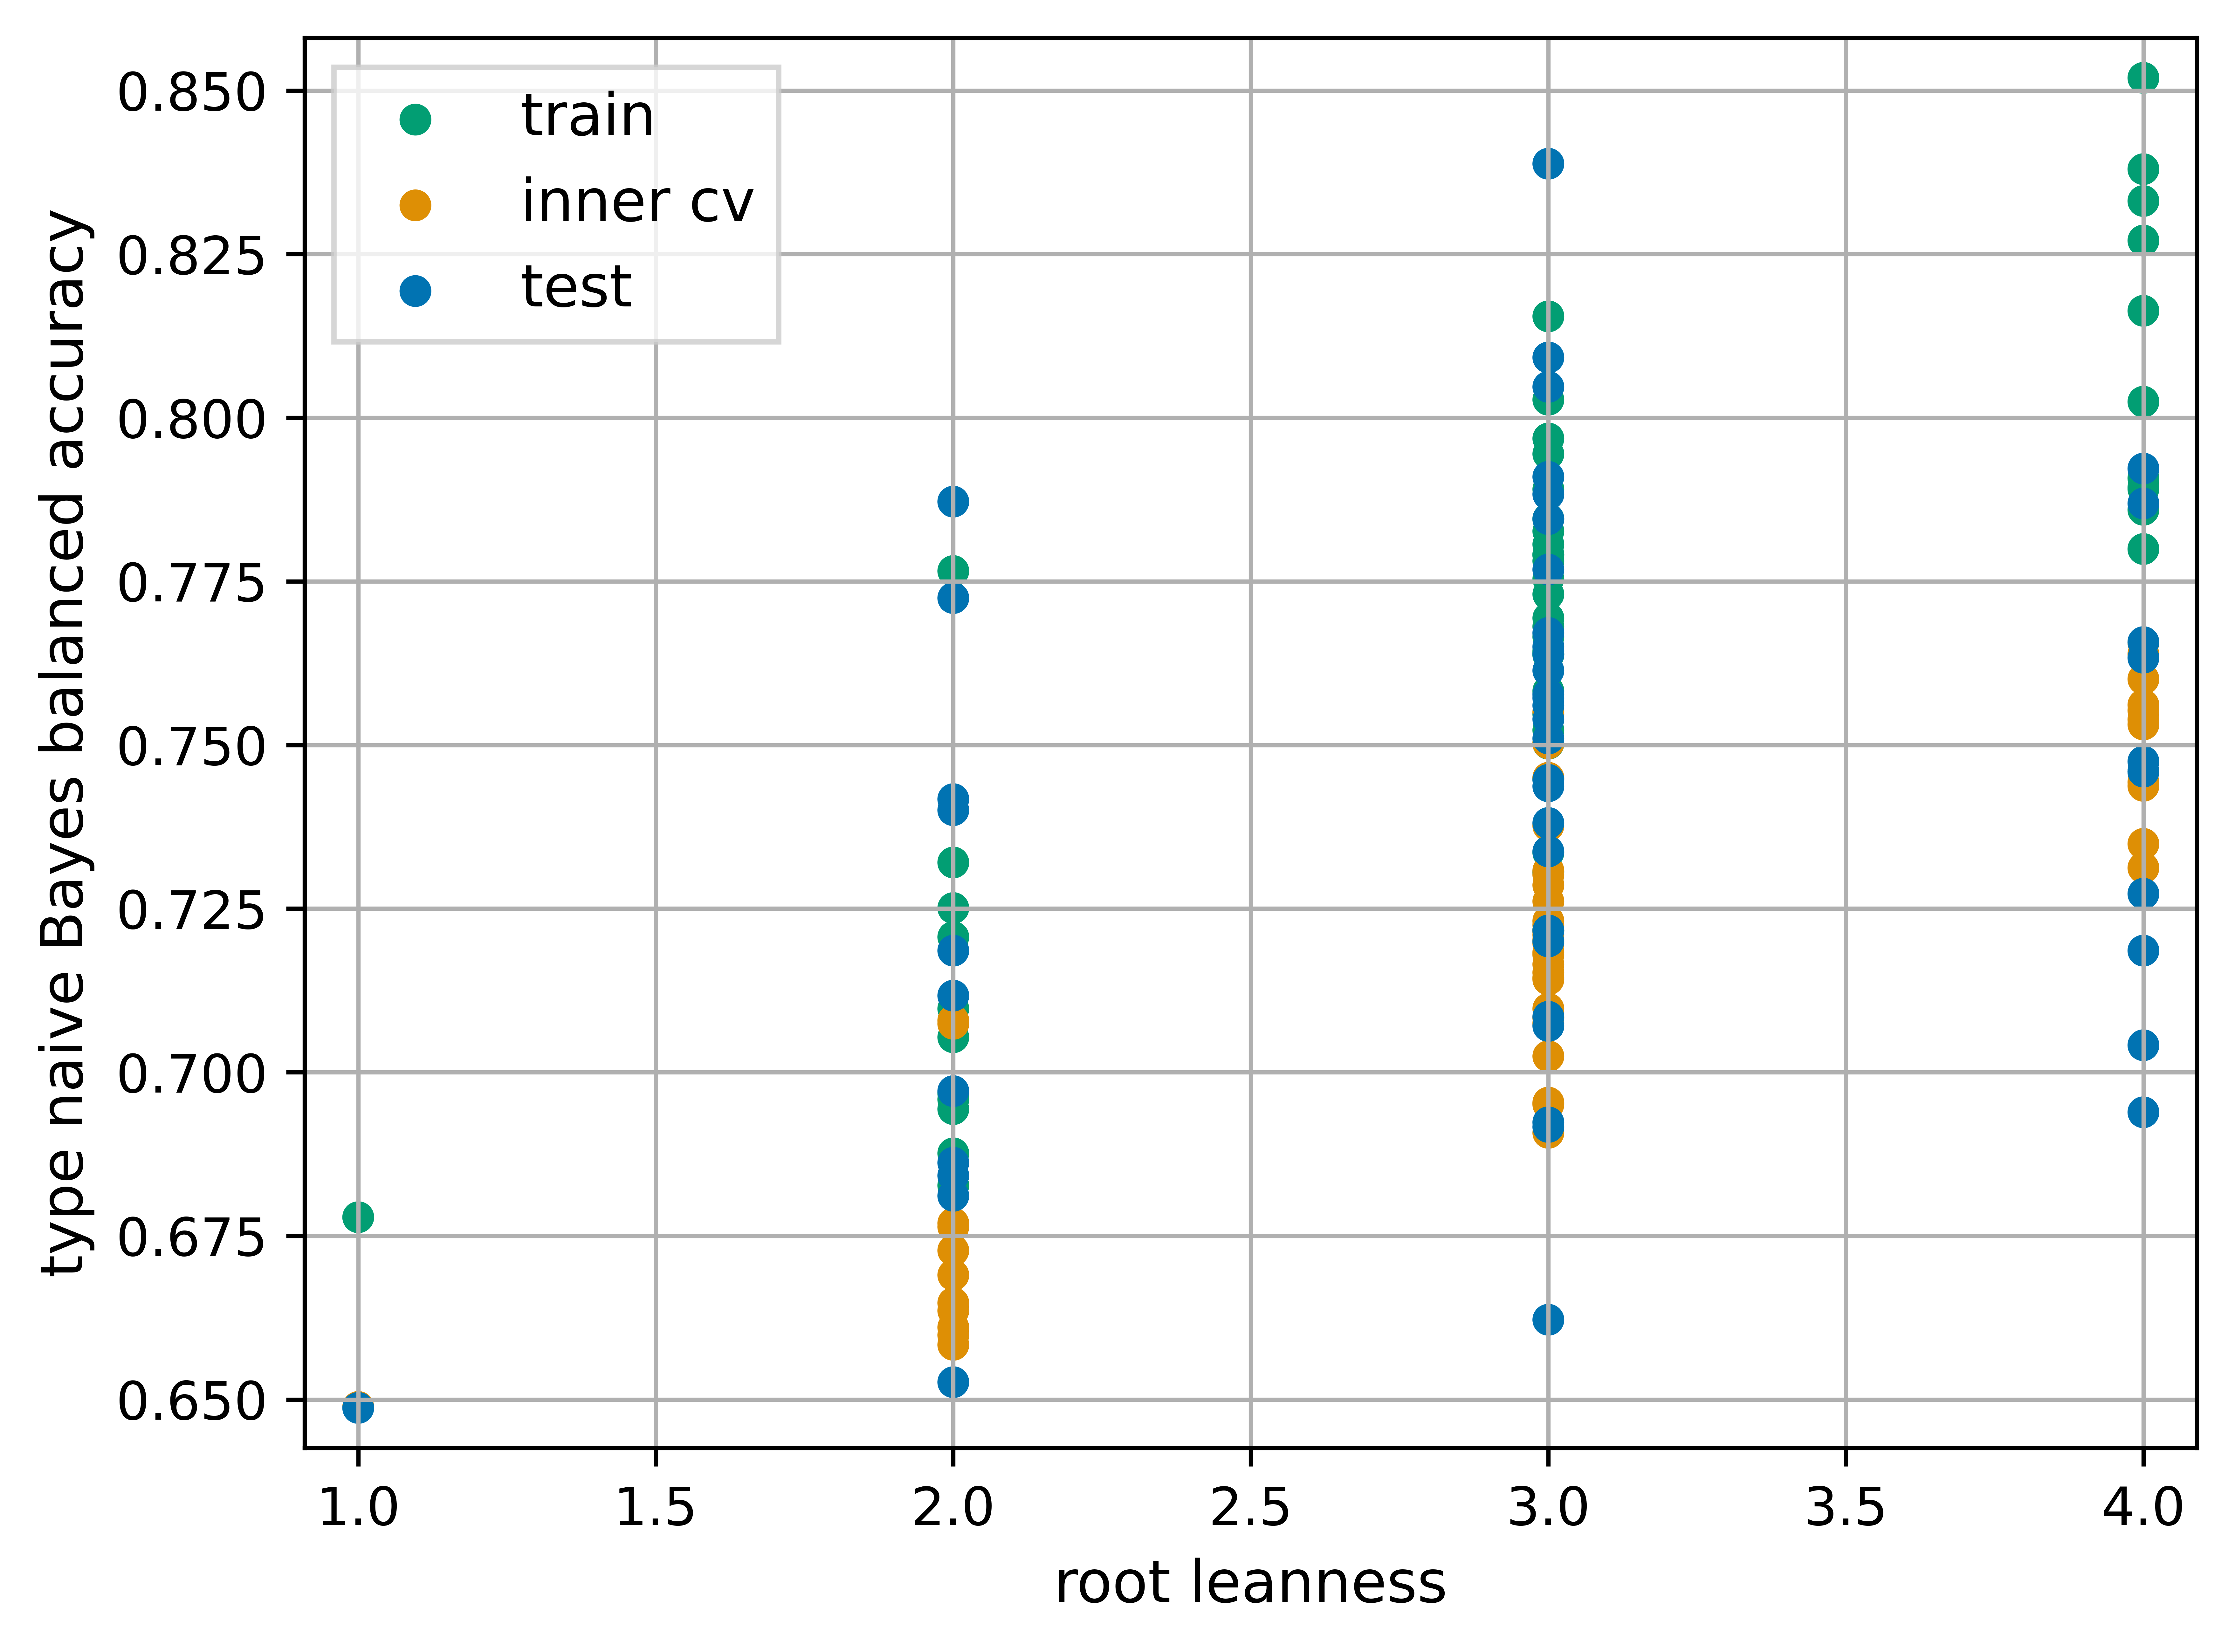 train
inner cv
test
type naive Bayes balanced accuracy
0.850
0.825
0.800
0.775
0.750
0.725
0.700
0.675
0.650
1.0 1.5 2.0 2.5 3.0 3.5 4.0
root leanness